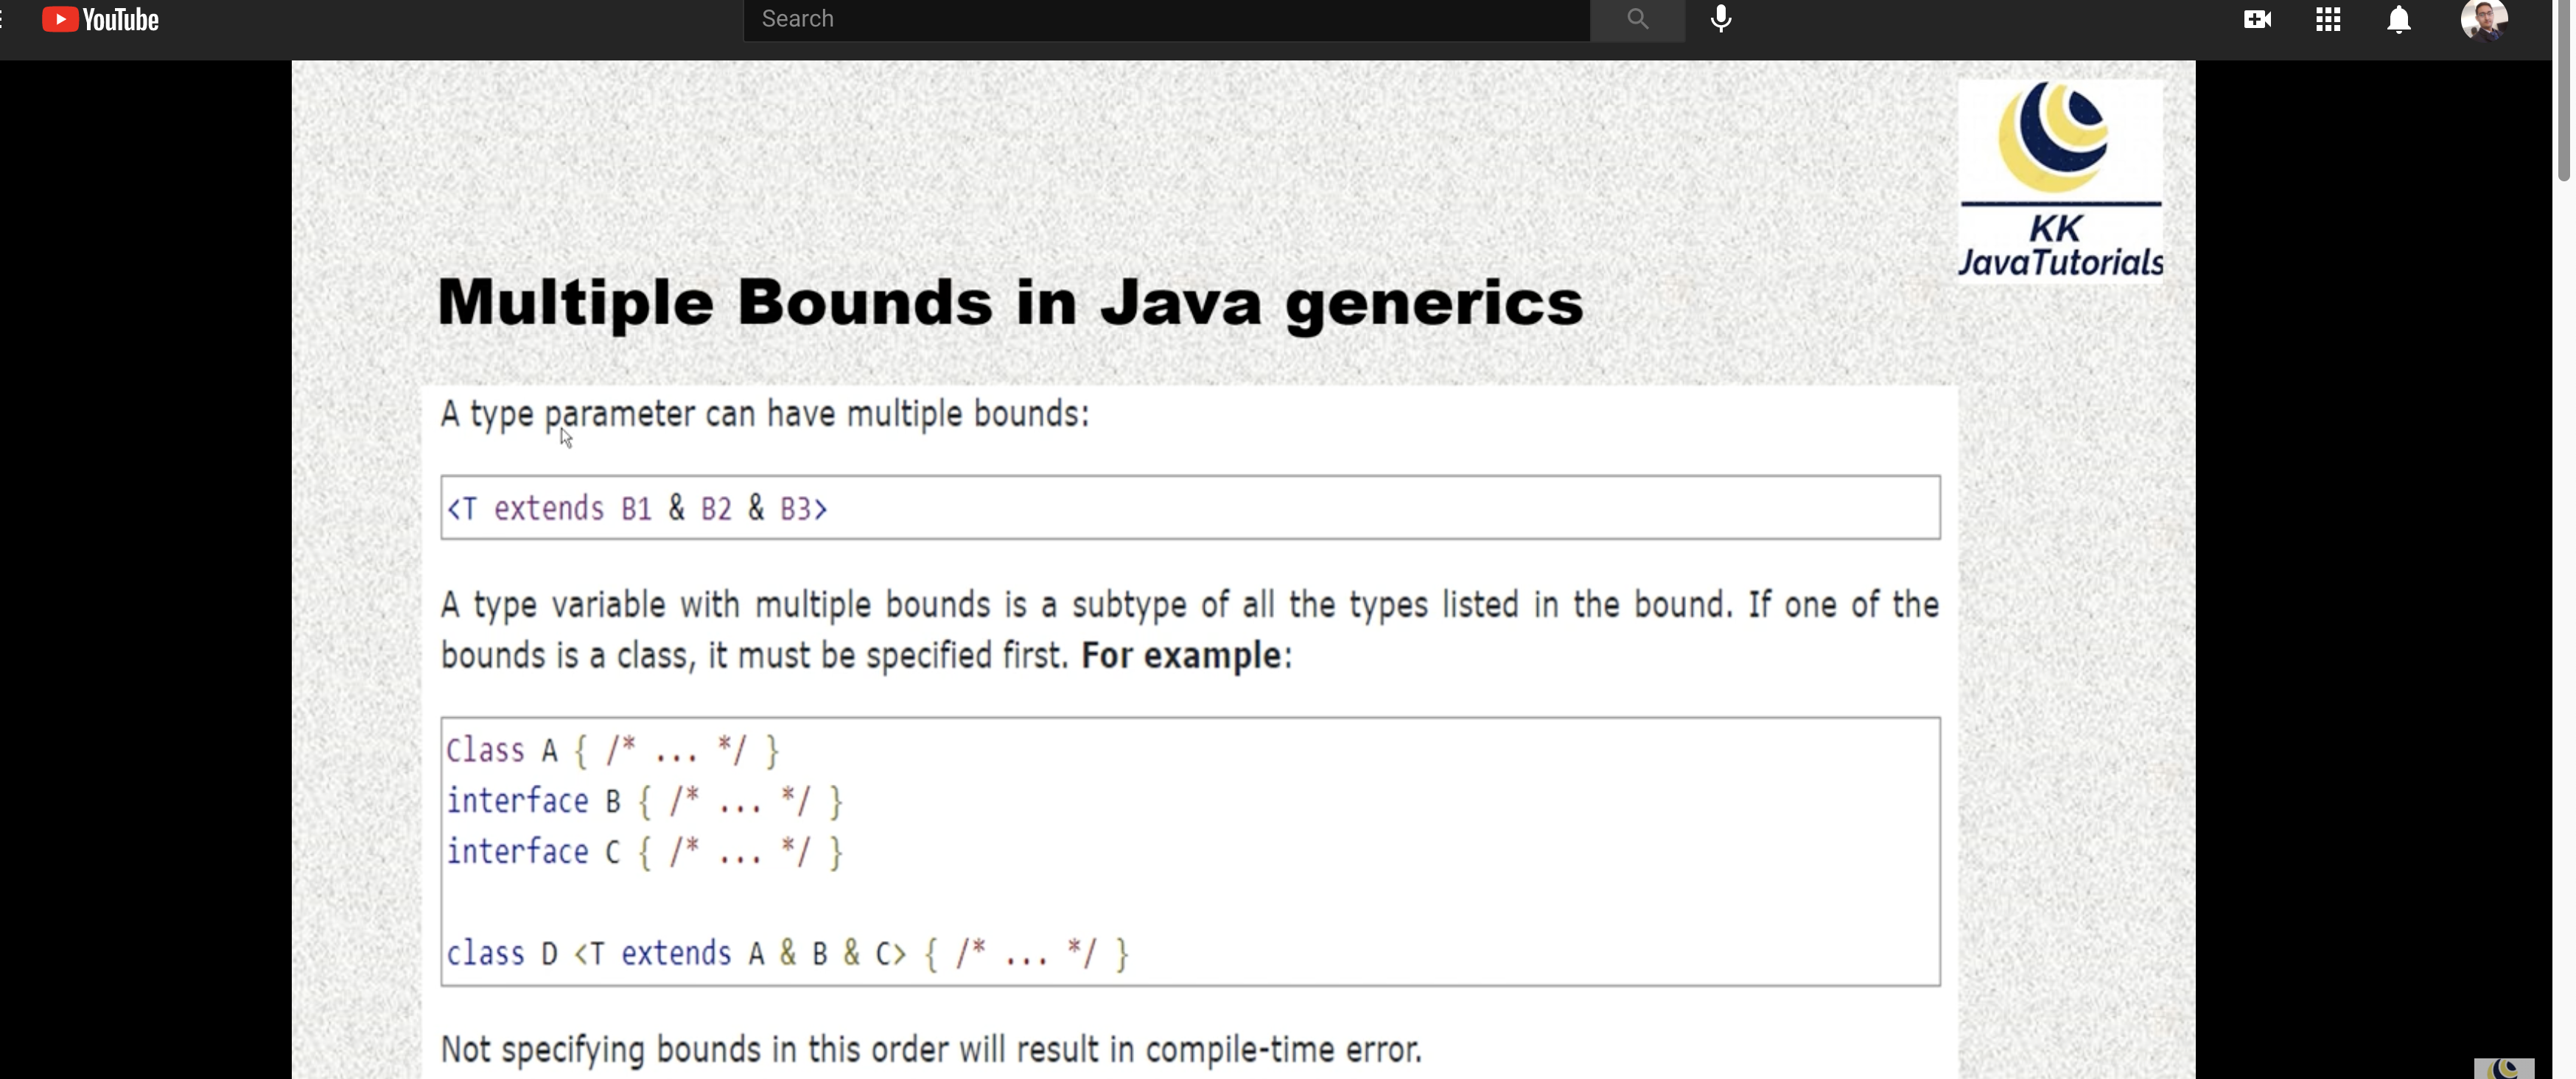 YouTube
Search
KK
JavaTutorials
Multiple Bounds in Java generics
A type parameter can have multiple bounds:
<T extends B1 & B2 & B3>
A type variable with multiple bounds is a subtype of all the types listed in the bound. If one of the
bounds is a class, it must be specified first. For example:
Class A { /* ... */ }
interface B { /* ... */ }
interface C { /* ... */ }
class D <T extends A & B & C> { /* ... */ }
Not specifying bounds in this order will result in compile-time error.